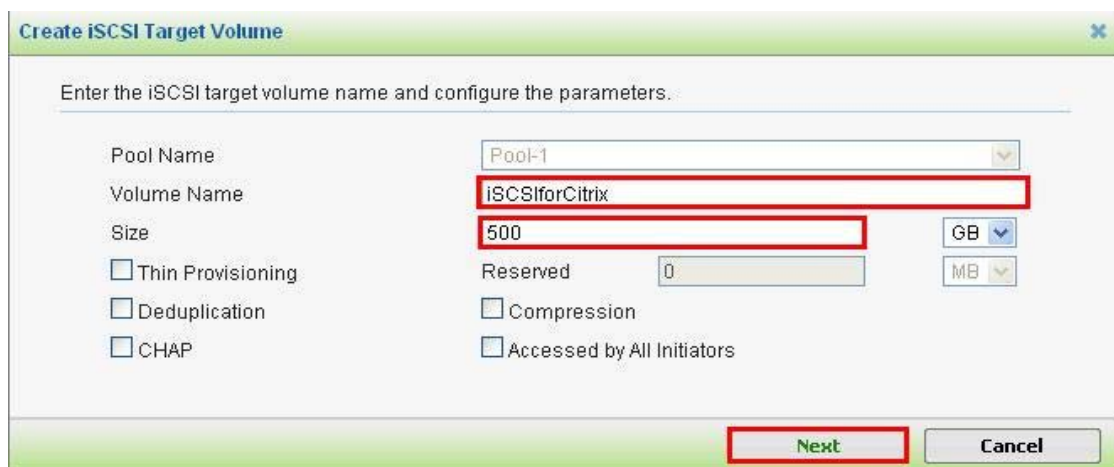 Create iSCSI Target Volume
Enter the iSCSI target volume name and configure the parameters.
Pool Name Pool-1
Volume Name iSCSIforCitrix
Size 500 GB
Thin Provisioning Reserved 0 MB
Deduplication Compression
CHAP Accessed by All Initiators
Next Cancel